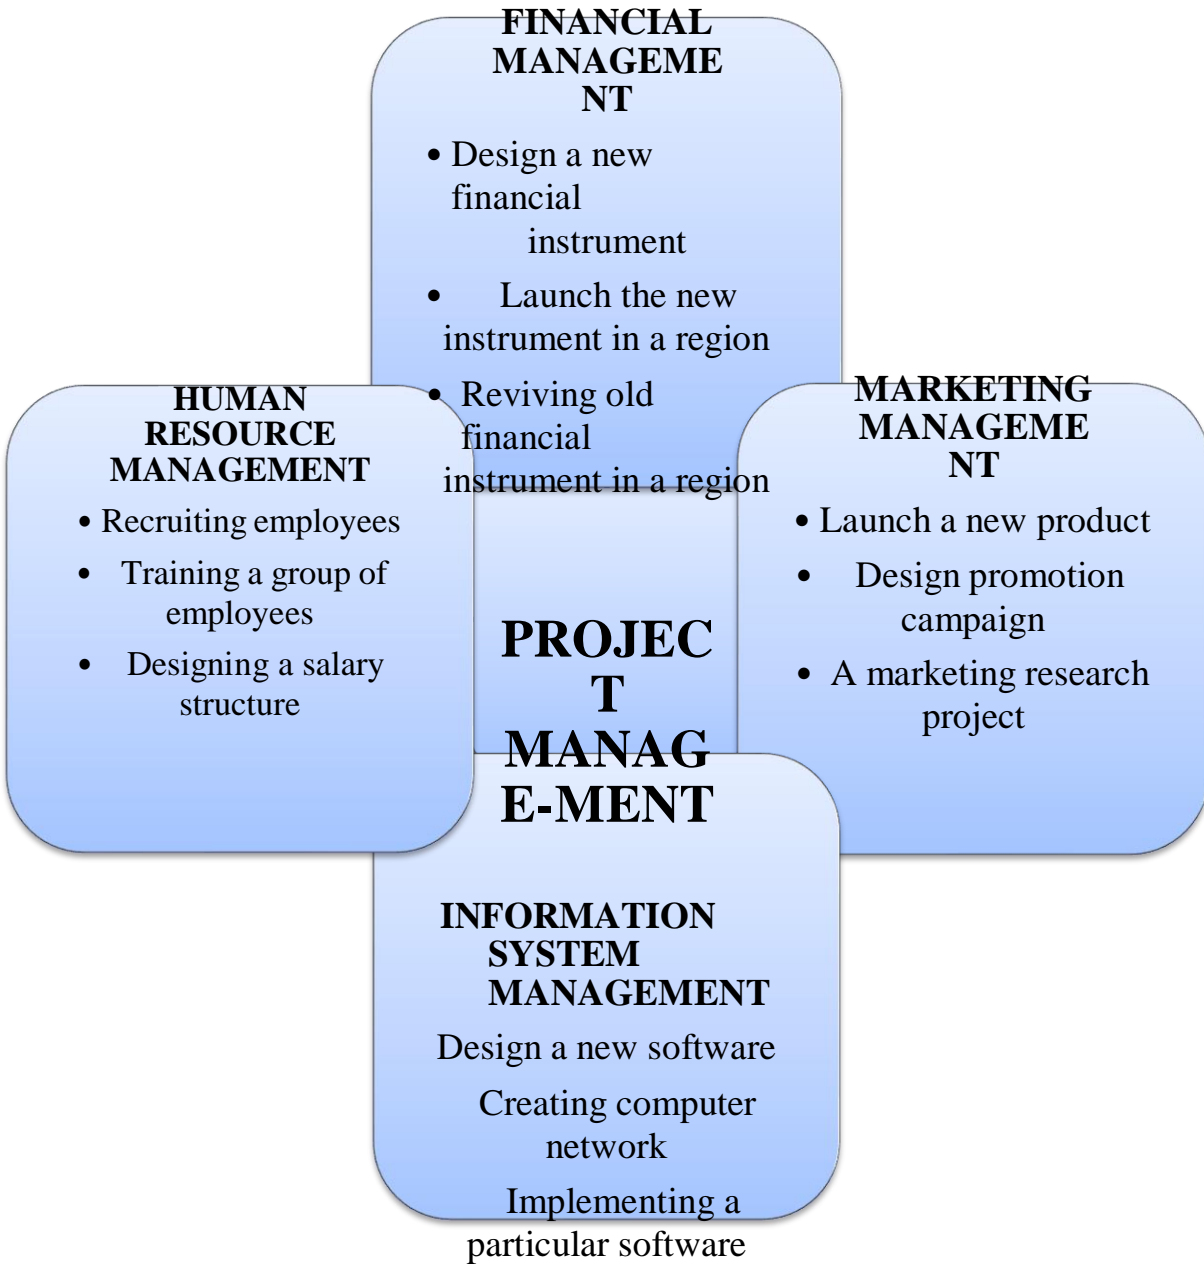 FINANCIAL
MANAGEME
NT
• Design a new
financial
instrument
• Launch the new
instrument in a region
• Reviving old
financial
instrument in a region
HUMAN
RESOURCE
MANAGEMENT
• Recruiting employees
• Training a group of
employees
• Designing a salary
structure
MARKETING
MANAGEME
NT
• Launch a new product
• Design promotion
campaign
• A marketing research
project
PROJEC
T
MANAG
E-MENT
INFORMATION
SYSTEM
MANAGEMENT
Design a new software
Creating computer
network
Implementing a
particular software